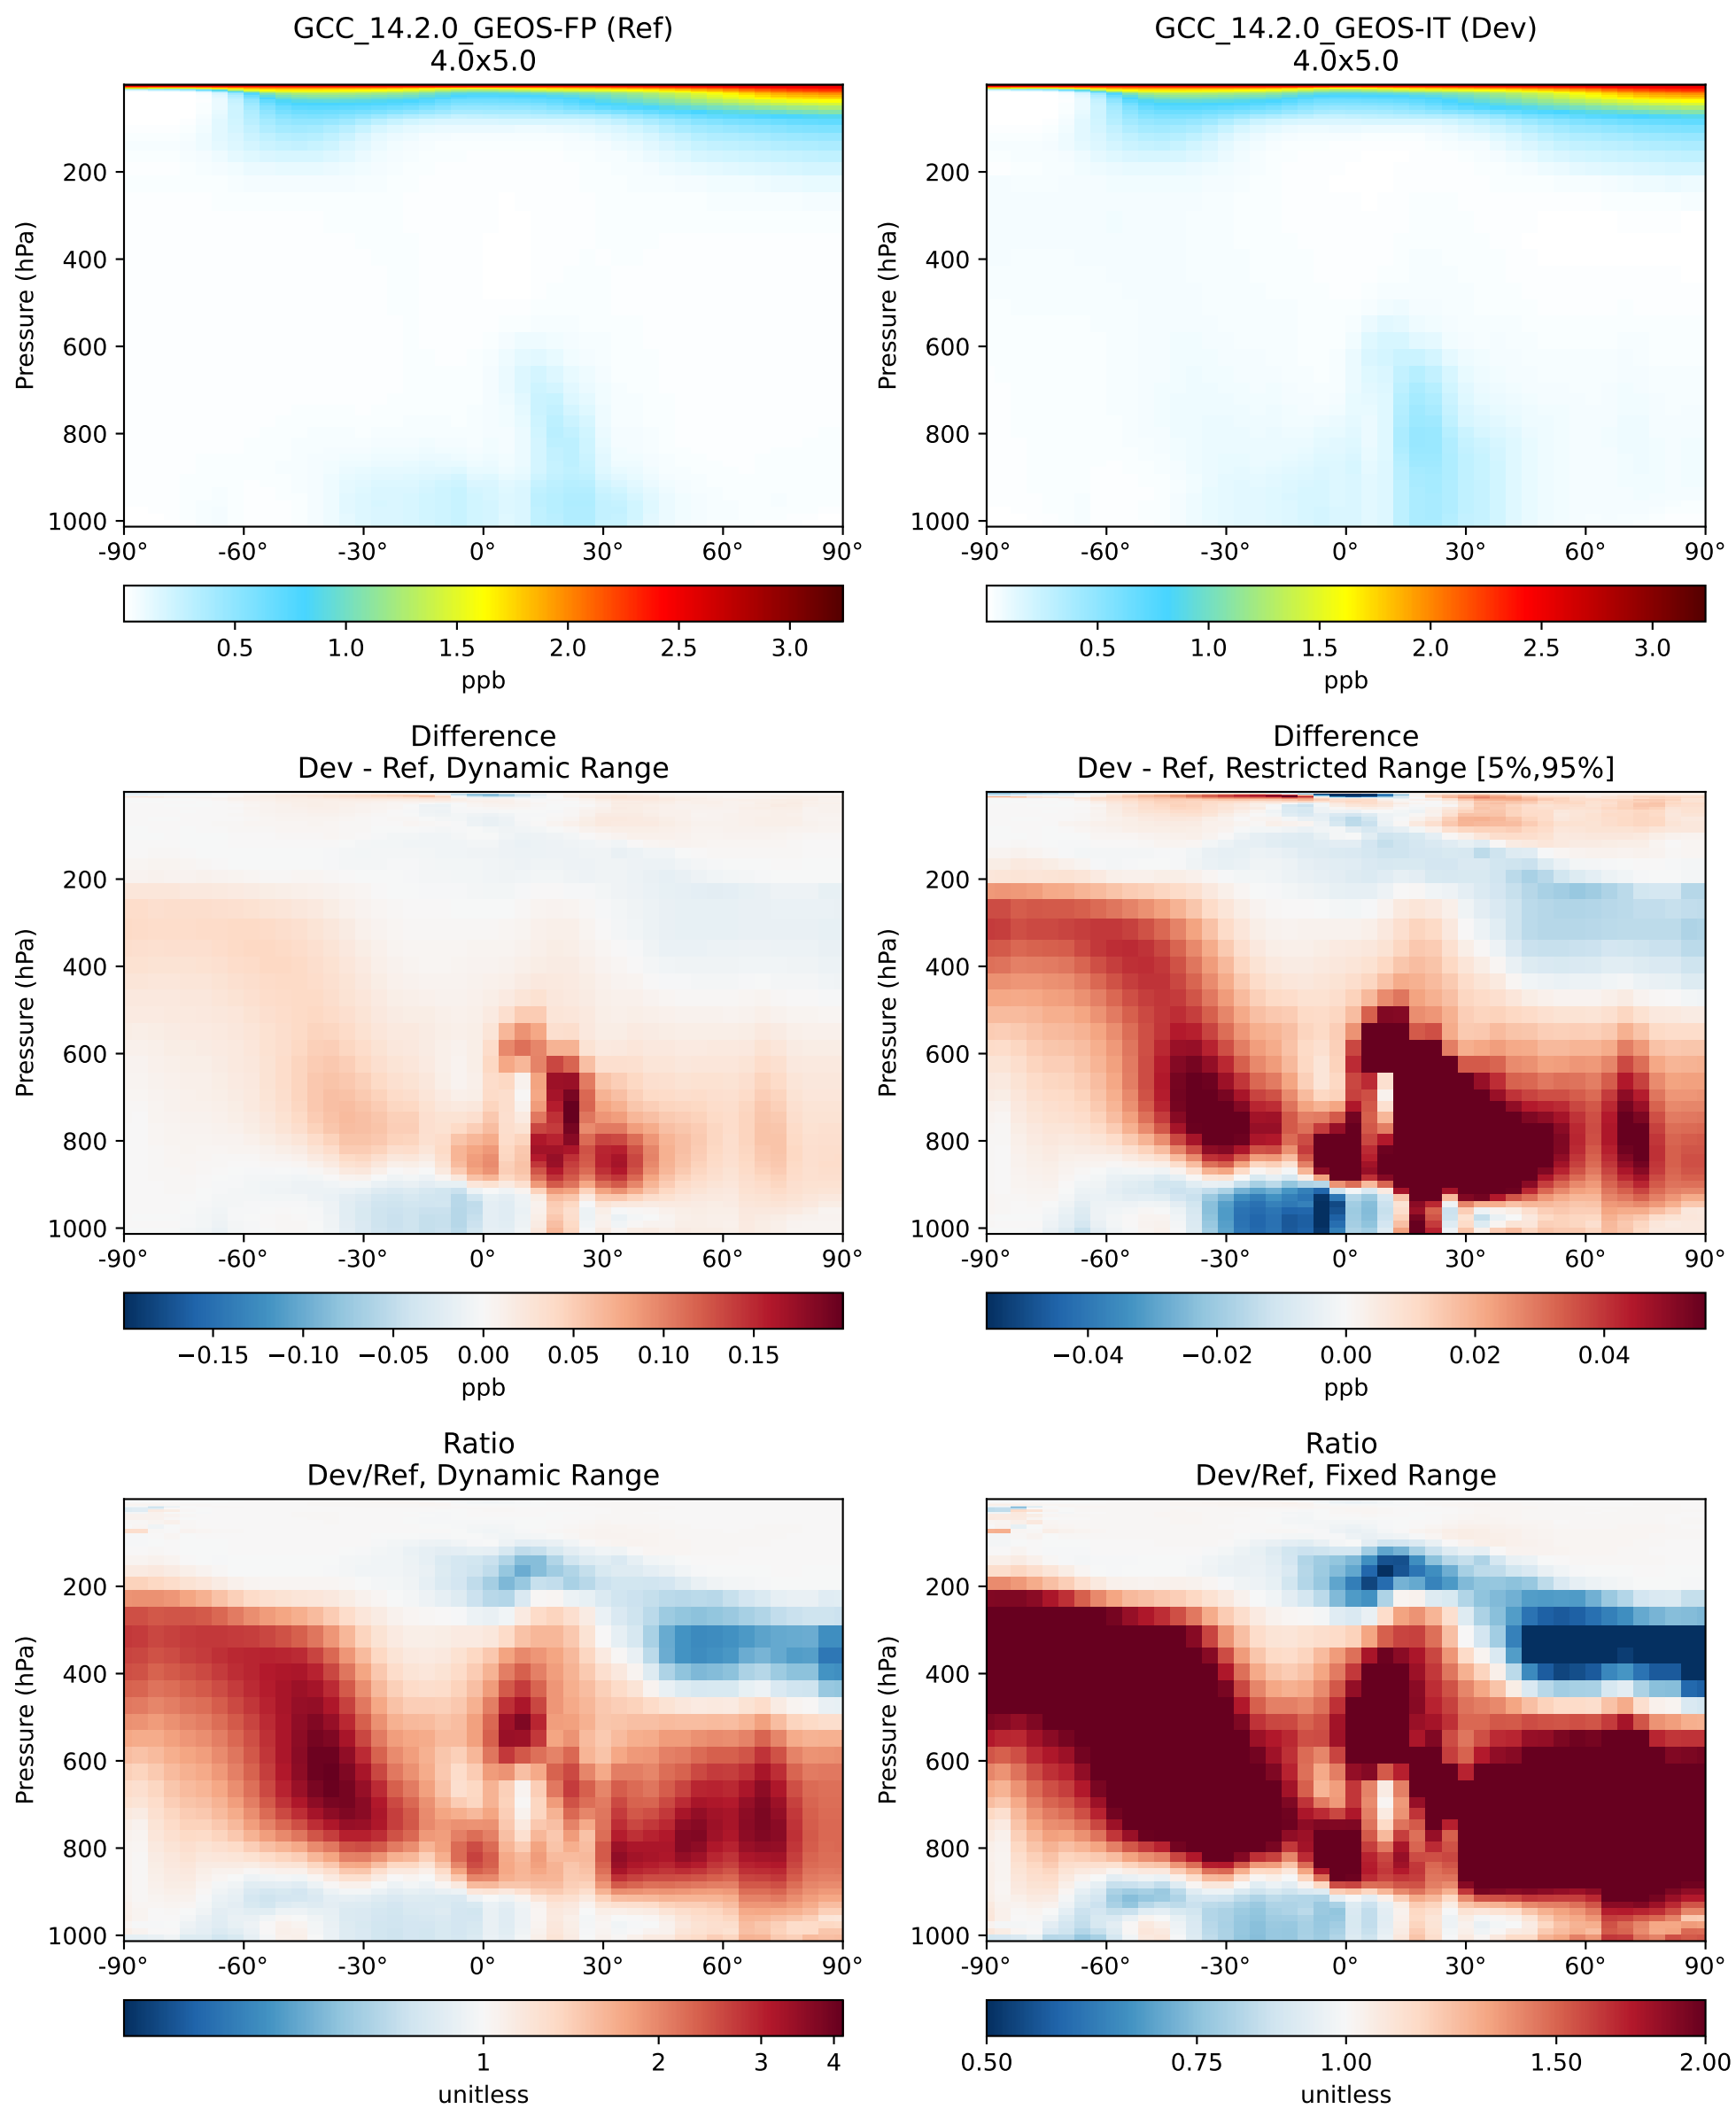 GCC_14.2.0_GEOS-FP (Ref)
4.0x5.0
Pressure (hPa)
200
400
600
800
1000
-90° -60° -30° 0° 30° 60° 90°
0.5 1.0 1.5 2.0 2.5 3.0
ppb
GCC_14.2.0_GEOS-IT (Dev)
4.0x5.0
Pressure (hPa)
200
400
600
800
1000
-90° -60° -30° 0° 30° 60° 90°
0.5 1.0 1.5 2.0 2.5 3.0
ppb
Difference
Dev - Ref, Dynamic Range
Pressure (hPa)
200
400
600
800
1000
-90° -60° -30° 0° 30° 60° 90°
−0.15 −0.10 −0.05 0.00 0.05 0.10 0.15
ppb
Difference
Dev - Ref, Restricted Range [5%,95%]
Pressure (hPa)
200
400
600
800
1000
-90° -60° -30° 0° 30° 60° 90°
−0.04 −0.02 0.00 0.02 0.04
ppb
Ratio
Dev/Ref, Dynamic Range
Pressure (hPa)
200
400
600
800
1000
-90° -60° -30° 0° 30° 60° 90°
1 2 3 4
unitless
Ratio
Dev/Ref, Fixed Range
Pressure (hPa)
200
400
600
800
1000
-90° -60° -30° 0° 30° 60° 90°
0.50 0.75 1.00 1.50 2.00
unitless